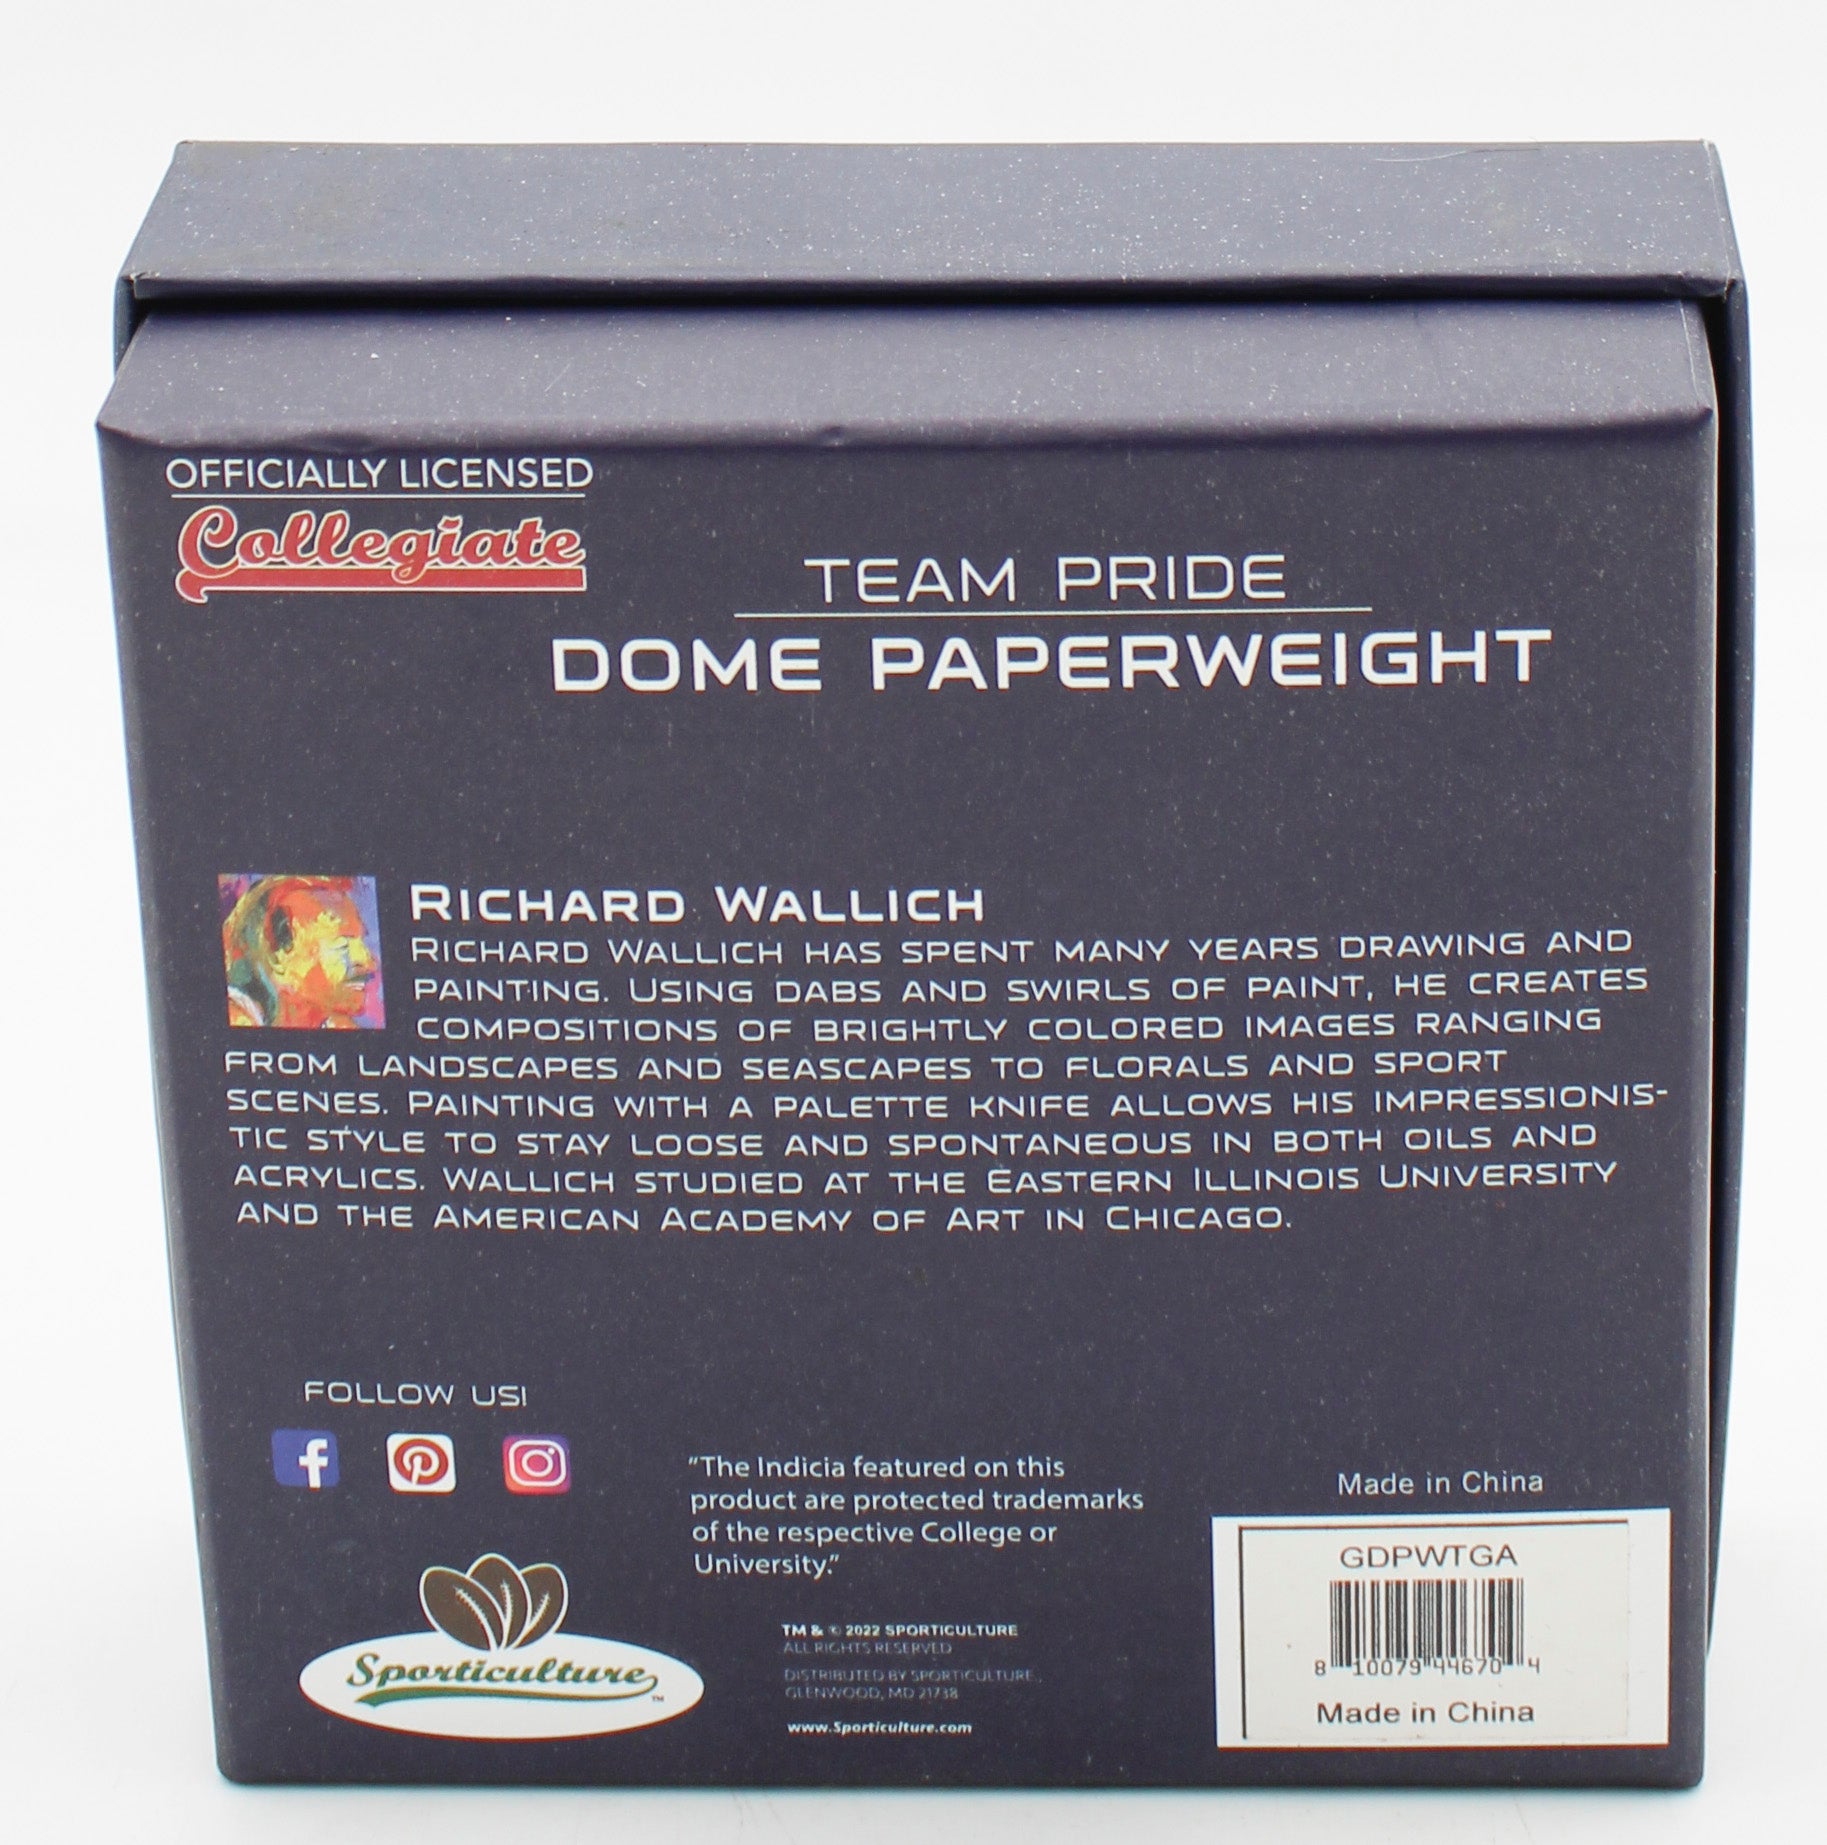 OFFICIALLY LICENSED
Collegiate
TEAM PRIDE
DOME PAPERWEIGHT
RICHARD WALLICH
RICHARD WALLICH HAS SPENT MANY YEARS DRAWING AND
PAINTING. USING DABS AND SWIRLS OF PAINT, HE CREATES
COMPOSITIONS OF BRIGHTLY COLORED IMAGES RANGING
FROM LANDSCAPES AND SEASCAPES TO FLORALS AND SPORT
SCENES. PAINTING WITH A PALETTE KNIFE ALLOWS HIS IMPRESSIONIS-
TIC STYLE TO STAY LOOSE AND SPONTANEOUS IN BOTH OILS AND
ACRYLICS. WALLICH STUDIED AT THE EASTERN ILLINOIS UNIVERSITY
AND THE AMERICAN ACADEMY OF ART IN CHICAGO.
FOLLOW US!
"The Indicia featured on this
product are protected trademarks
of the respective College or
University."
Sporticulture™
TM & © 2022 SPORTICULTURE
ALL RIGHTS RESERVED
DISTRIBUTED BY SPORTICULTURE,
GLENWOOD, MD 21738
www.Sporticulture.com
Made in China
GDPWTGA
8 10079 44670 4
Made in China